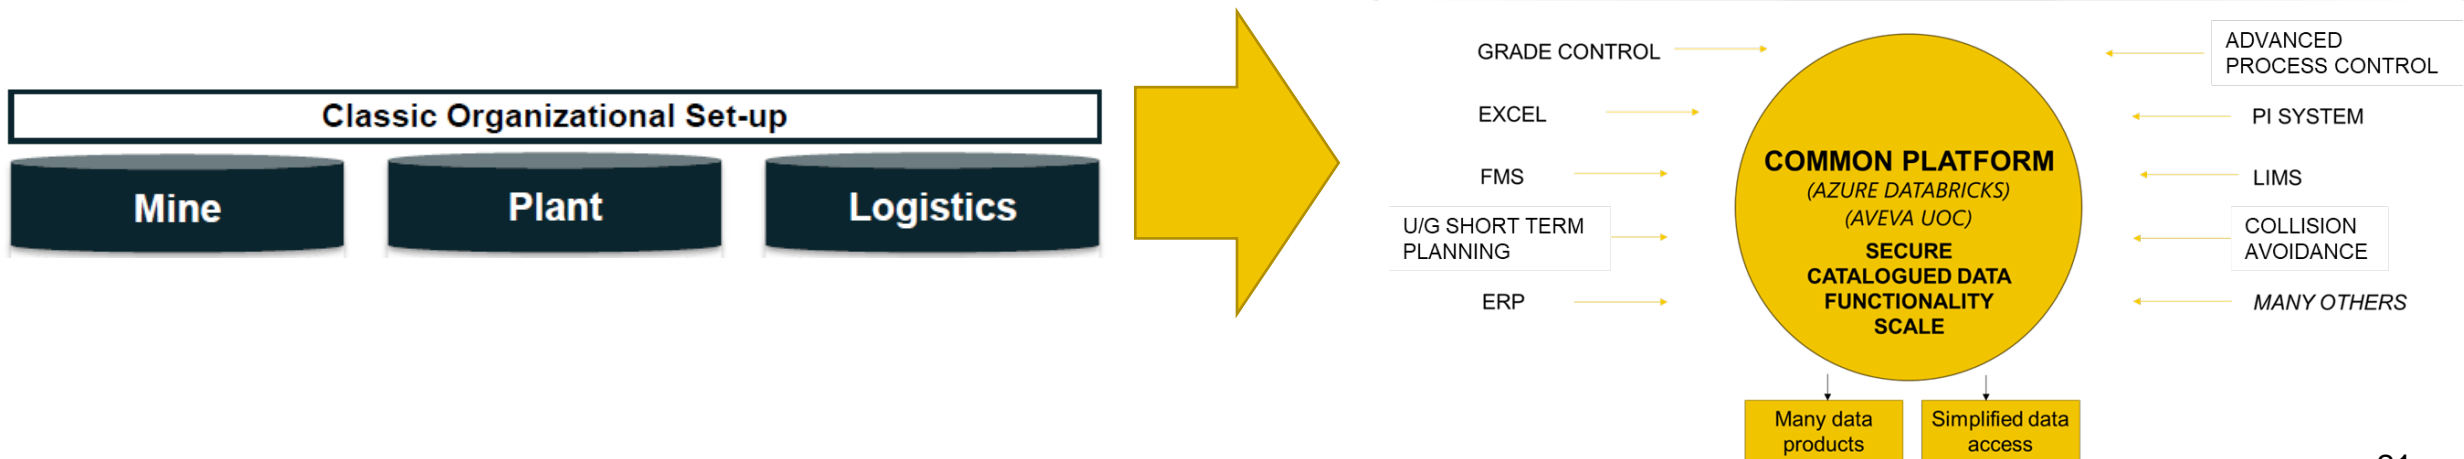 Classic Organizational Set-up
Mine
Plant
Logistics
GRADE CONTROL
EXCEL
FMS
U/G SHORT TERM
PLANNING
ERP
COMMON PLATFORM
(AZURE DATABRICKS)
(AVEVA UOC)
SECURE
CATALOGUED DATA
FUNCTIONALITY
SCALE
ADVANCED
PROCESS CONTROL
PI SYSTEM
LIMS
COLLISION
AVOIDANCE
MANY OTHERS
Many data
products
Simplified data
access